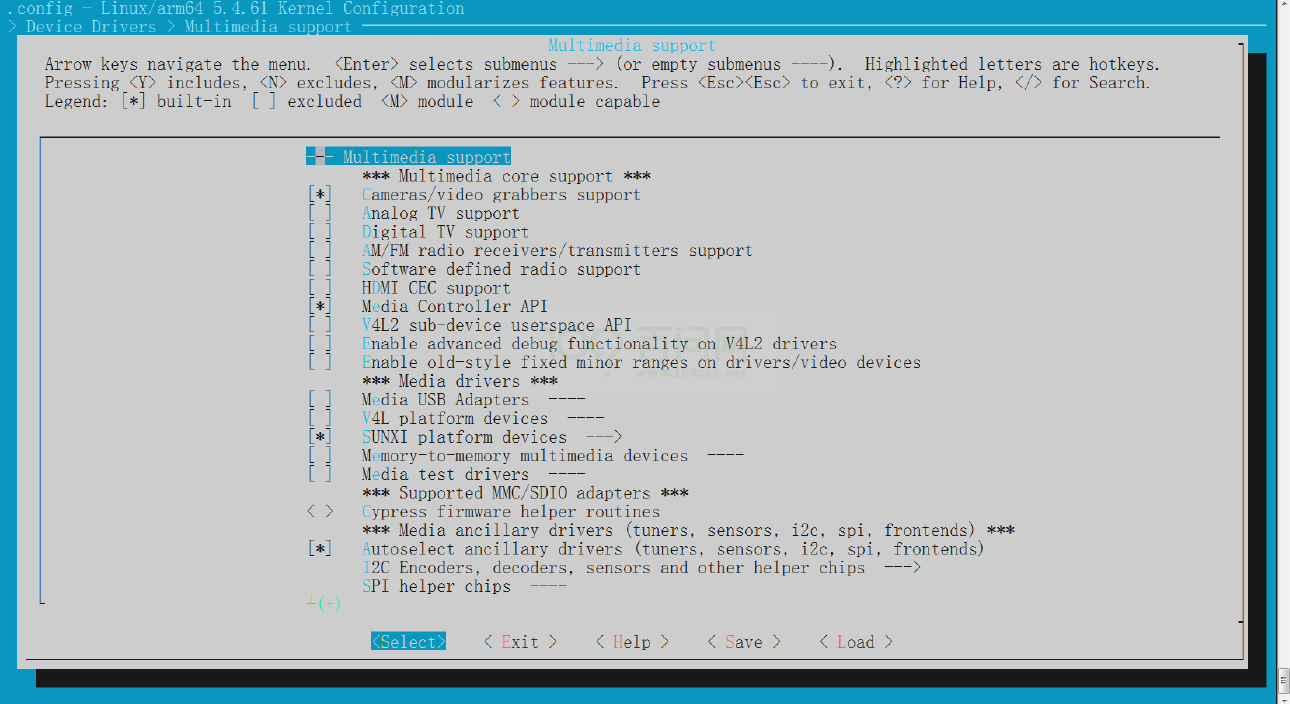 .config - Linux/arm64 5.4.61 Kernel Configuration
> Device Drivers > Multimedia support
Multimedia support
Arrow keys navigate the menu.  <Enter> selects submenus ---> (or empty submenus ----).  Highlighted letters are hotkeys.
Pressing <Y> includes, <N> excludes, <M> modularizes features.  Press <Esc><Esc> to exit, <?> for Help, </> for Search.
Legend: [*] built-in  [ ] excluded  <M> module  < > module capable
--- Multimedia support
*** Multimedia core support ***
[*]   Cameras/video grabbers support
[ ]   Analog TV support
[ ]   Digital TV support
[ ]   AM/FM radio receivers/transmitters support
[ ]   Software defined radio support
[ ]   HDMI CEC support
[*]   Media Controller API
[ ]   V4L2 sub-device userspace API
[ ]   Enable advanced debug functionality on V4L2 drivers
[ ]   Enable old-style fixed minor ranges on drivers/video devices
*** Media drivers ***
[ ]   Media USB Adapters  ----
[ ]   V4L platform devices  ----
[*]   SUNXI platform devices  --->
[ ]   Memory-to-memory multimedia devices  ----
[ ]   Media test drivers  ----
*** Supported MMC/SDIO adapters ***
< >   Cypress firmware helper routines
*** Media ancillary drivers (tuners, sensors, i2c, spi, frontends) ***
[*]   Autoselect ancillary drivers (tuners, sensors, i2c, spi, frontends)
I2C Encoders, decoders, sensors and other helper chips  --->
SPI helper chips  ----
┴(+)
<Select>    < Exit >    < Help >    < Save >    < Load >